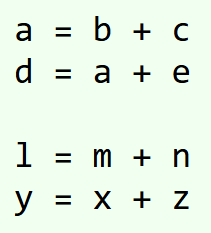 a = b + c
d = a + e
l = m + n
y = x + z